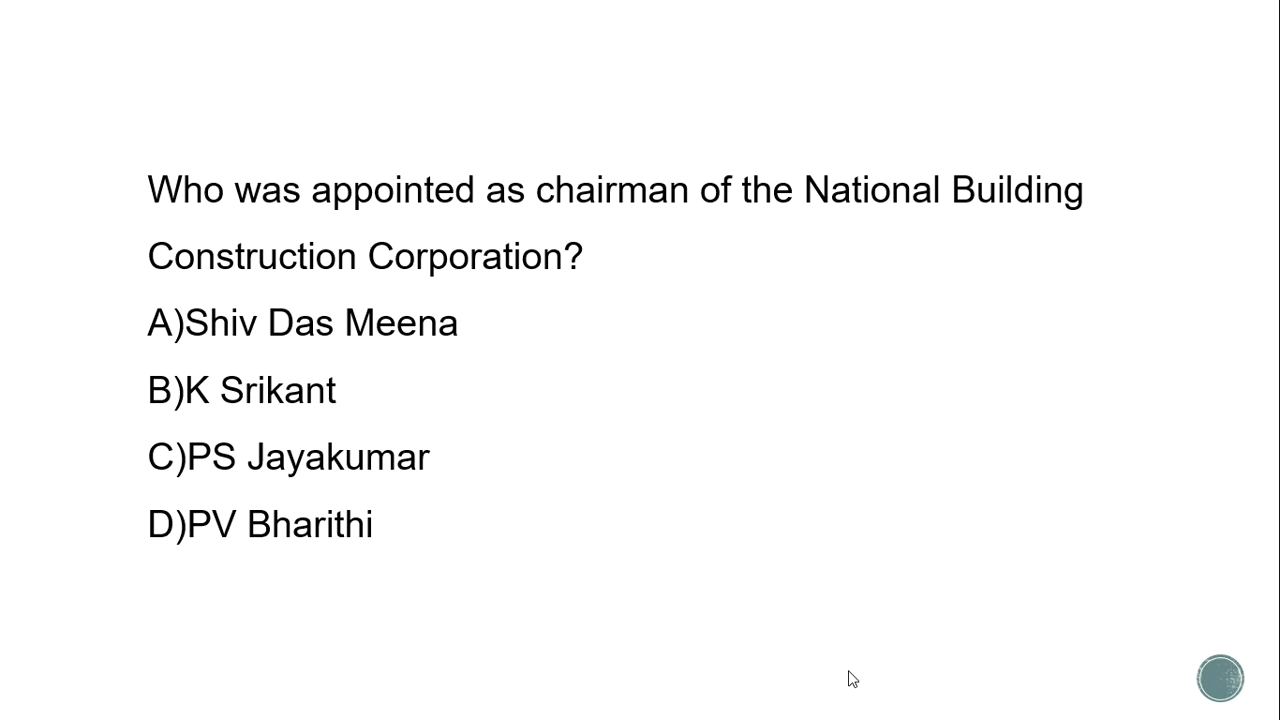 Who was appointed as chairman of the National Building
Construction Corporation?
A)Shiv Das Meena
B)K Srikant
C)PS Jayakumar
D)PV Bharithi